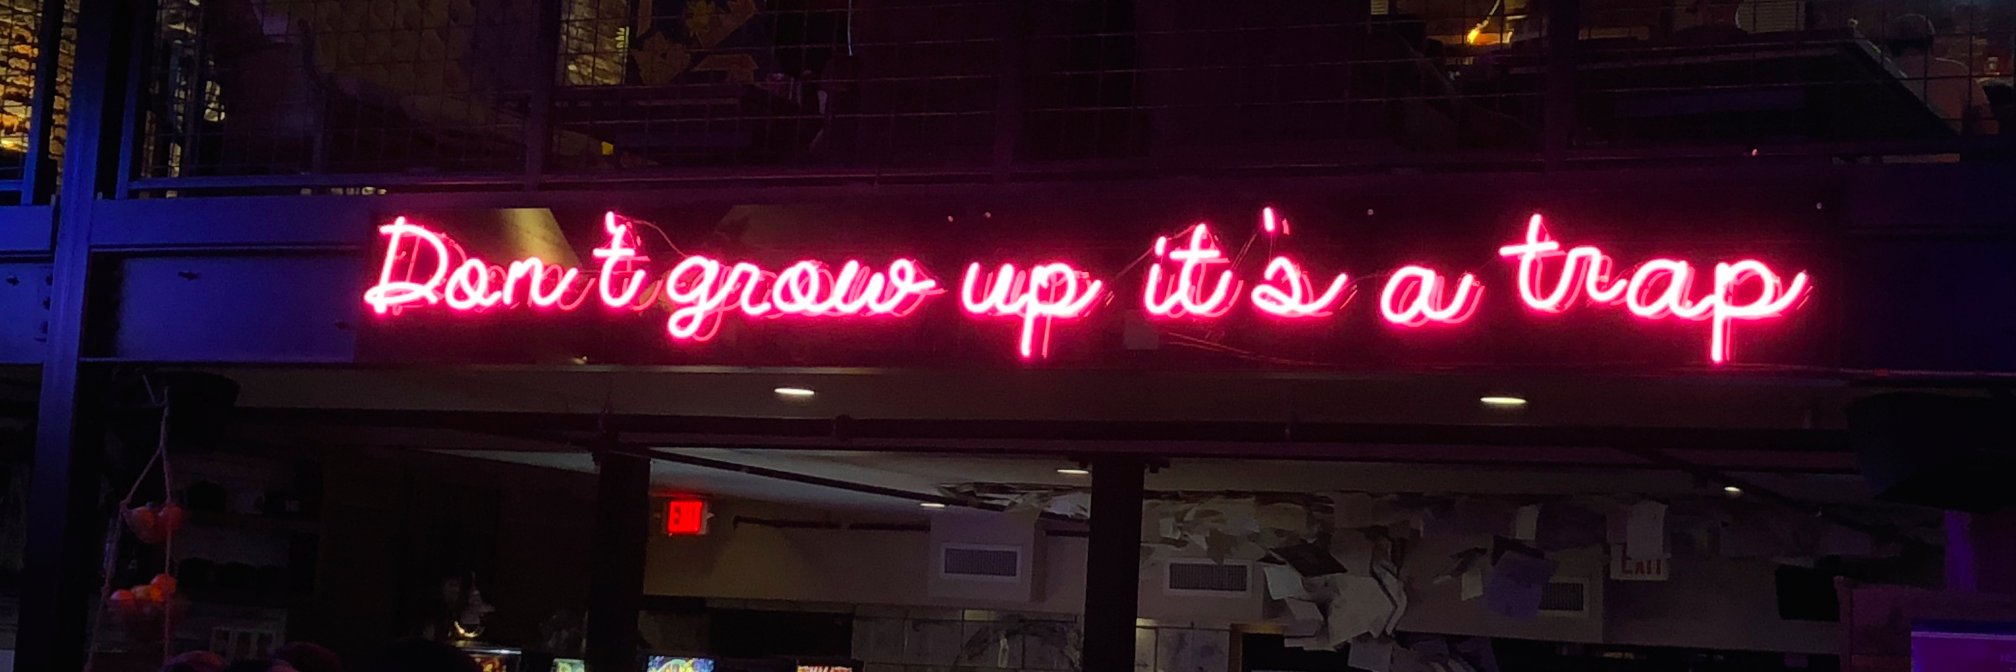 Don't grow up it's a trap
EXIT